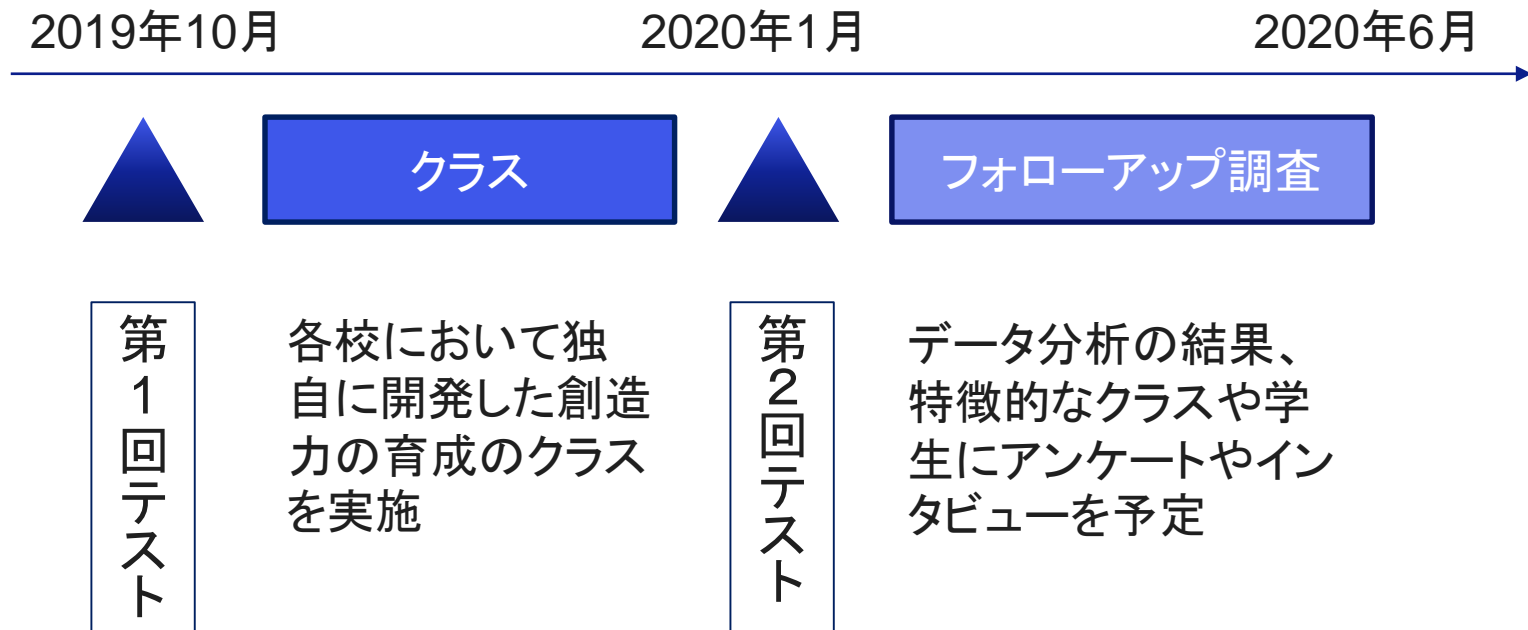 2019年10月
2020年1月
2020年6月
クラス
フォローアップ調査
第1回テスト
各校において独
自に開発した創造
力の育成のクラス
を実施
第2回テスト
データ分析の結果、
特徴的なクラスや学
生にアンケートやイン
タビューを予定